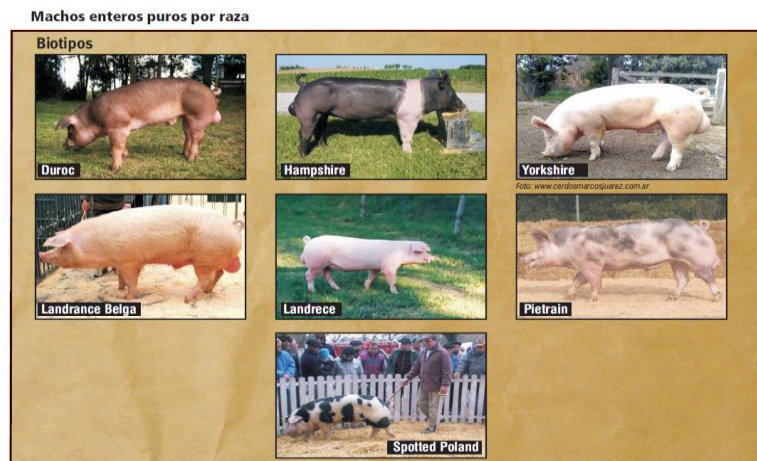 Machos enteros puros por raza
Biotipos
Duroc
Hampshire
Yorkshire
Foto: www.cerdosmarcosjuarez.com.ar
Landrance Belga
Landrece
Pietrain
Spotted Poland